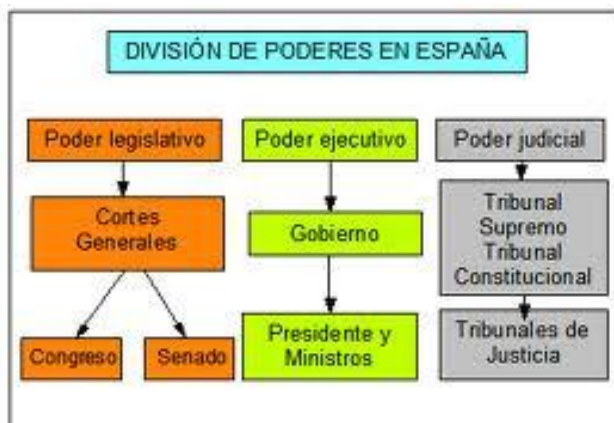 DIVISIÓN DE PODERES EN ESPAÑA
Poder legislativo
Poder ejecutivo
Poder judicial
Cortes
Generales
Gobierno
Tribunal
Supremo
Tribunal
Constitucional
Congreso
Senado
Presidente y
Ministros
Tribunales de
Justicia